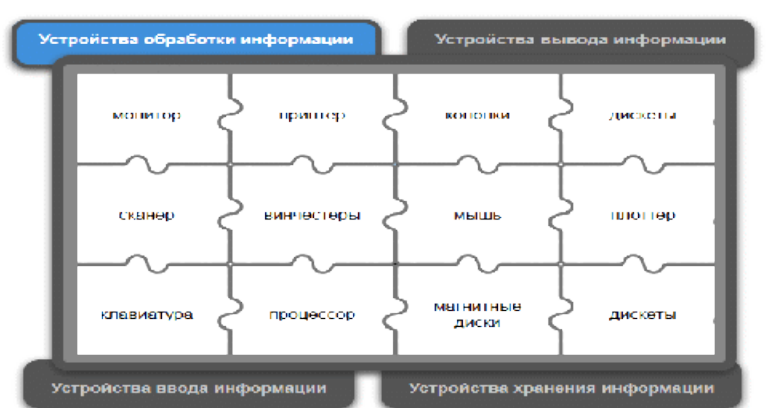 Устройства обработки информации
Устройства вывода информации
монитор
принтер
колонки
дискеты
сканер
винчестеры
мышь
плоттер
клавиатура
процессор
магнитные
диски
дискеты
Устройства ввода информации
Устройства хранения информации